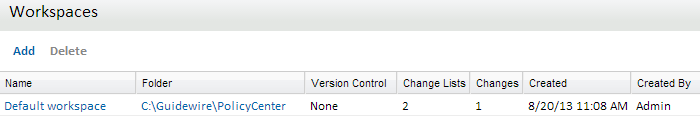 Workspaces
Add Delete
Name Folder Version Control Change Lists Changes Created Created By
Default workspace C:\Guidewire\PolicyCenter None 2 1 8/20/13 11:08 AM Admin